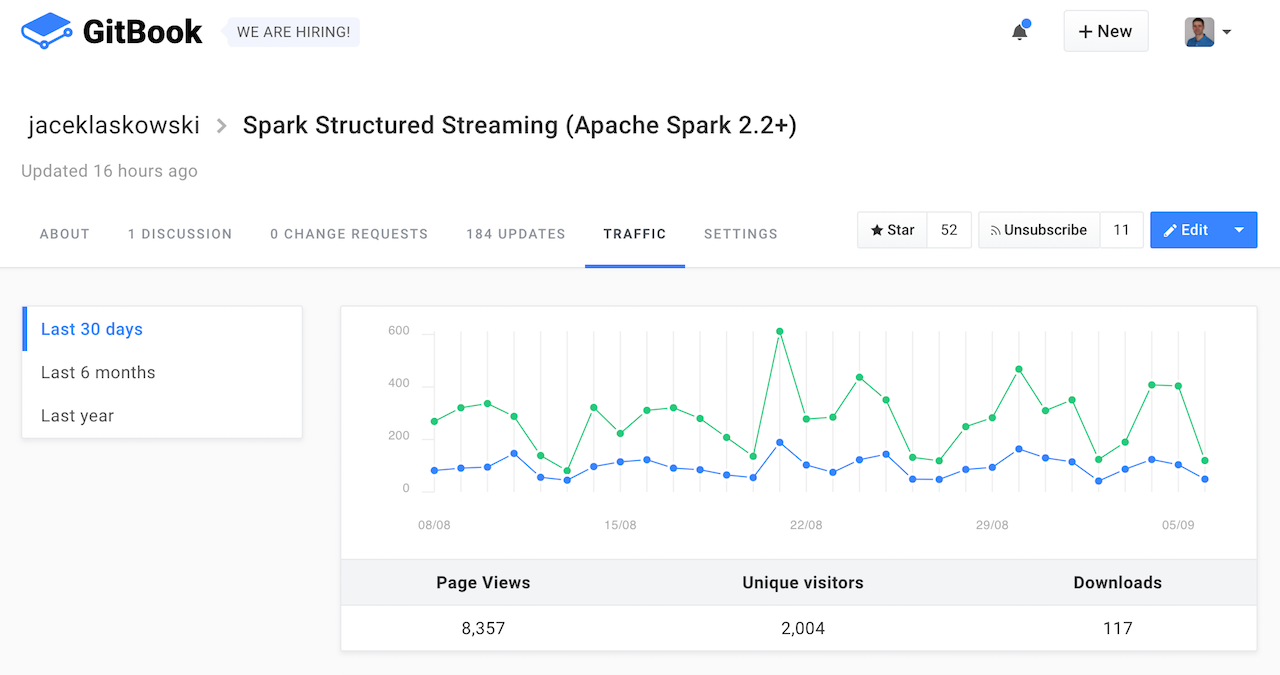 GitBook WE ARE HIRING! + New
jaceklaskowski > Spark Structured Streaming (Apache Spark 2.2+)
Updated 16 hours ago
ABOUT 1 DISCUSSION 0 CHANGE REQUESTS 184 UPDATES TRAFFIC SETTINGS Star 52 Unsubscribe 11 Edit
Last 30 days
Last 6 months
Last year
600
400
200
0
08/08 15/08 22/08 29/08 05/09
Page Views Unique visitors Downloads
8,357 2,004 117